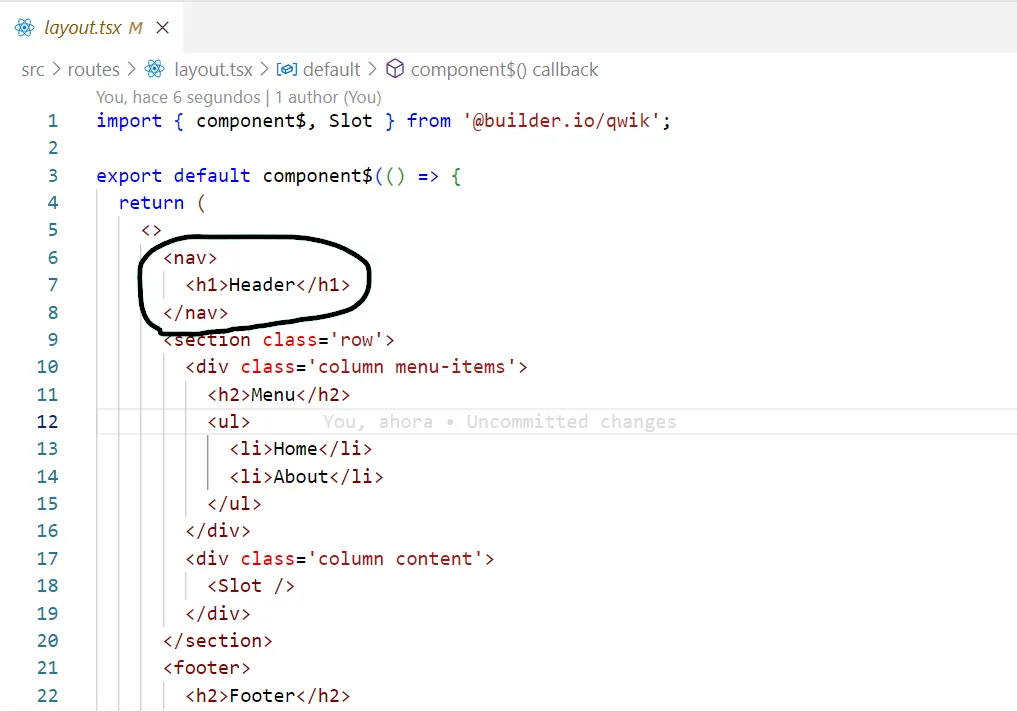 layout.tsx M
src > routes > layout.tsx > default > component$() callback
You, hace 6 segundos | 1 author (You)
1 import { component$, Slot } from '@builder.io/qwik';
2
3 export default component$(() => {
4 return (
5 <>
6 <nav>
7 <h1>Header</h1>
8 </nav>
9 <section class='row'>
10 <div class='column menu-items'>
11 <h2>Menu</h2>
12 <ul> You, ahora • Uncommitted changes
13 <li>Home</li>
14 <li>About</li>
15 </ul>
16 </div>
17 <div class='column content'>
18 <Slot />
19 </div>
20 </section>
21 <footer>
22 <h2>Footer</h2>